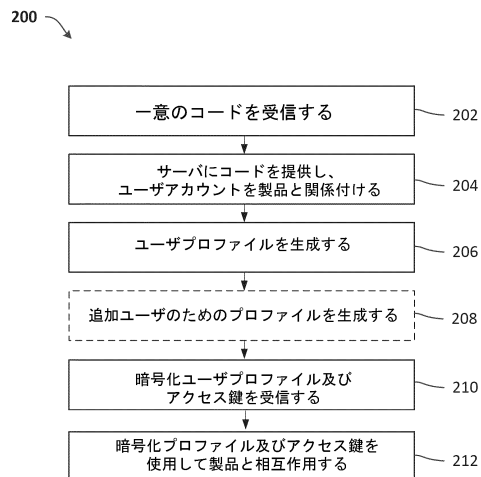 200
一意のコードを受信する
202
サーバにコードを提供し、
ユーザアカウントを製品と関係付ける
204
ユーザプロファイルを生成する
206
追加ユーザのためのプロファイルを生成する
208
暗号化ユーザプロファイル及び
アクセス鍵を受信する
210
暗号化プロファイル及びアクセス鍵を
使用して製品と相互作用する
212